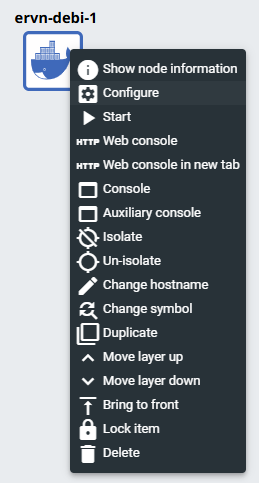 ervn-debi-1
Show node information
Configure
Start
HTTP Web console
HTTP Web console in new tab
Console
Auxiliary console
Isolate
Un-isolate
Change hostname
Change symbol
Duplicate
Move layer up
Move layer down
Bring to front
Lock item
Delete